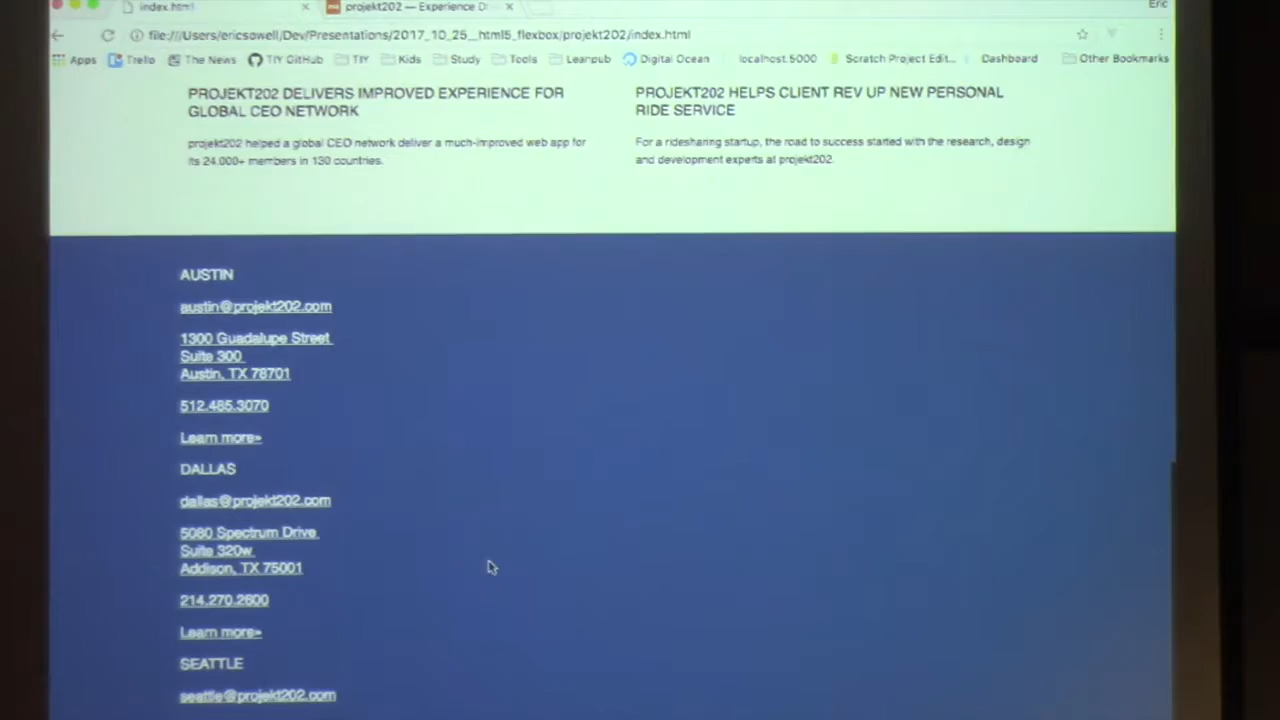 Eric
index.html
projekt202 — Experience D
file:///Users/ericsowell/Dev/Presentations/2017_10_25__html5_flexbox/projekt202/index.html
Apps Trello The News TIY GitHub TIY Kids Study Tools Leanpub Digital Ocean localhost:5000 Scratch Project Edit... Dashboard Other Bookmarks
PROJEKT202 DELIVERS IMPROVED EXPERIENCE FOR
GLOBAL CEO NETWORK
projekt202 helped a global CEO network deliver a much-improved web app for
its 24,000+ members in 130 countries.
PROJEKT202 HELPS CLIENT REV UP NEW PERSONAL
RIDE SERVICE
For a ridesharing startup, the road to success started with the research, design
and development experts at projekt202.
AUSTIN
austin@projekt202.com
1300 Guadalupe Street
Suite 300
Austin, TX 78701
512.485.3070
Learn more»
DALLAS
dallas@projekt202.com
5080 Spectrum Drive
Suite 320w
Addison, TX 75001
214.270.2600
Learn more»
SEATTLE
seattle@projekt202.com